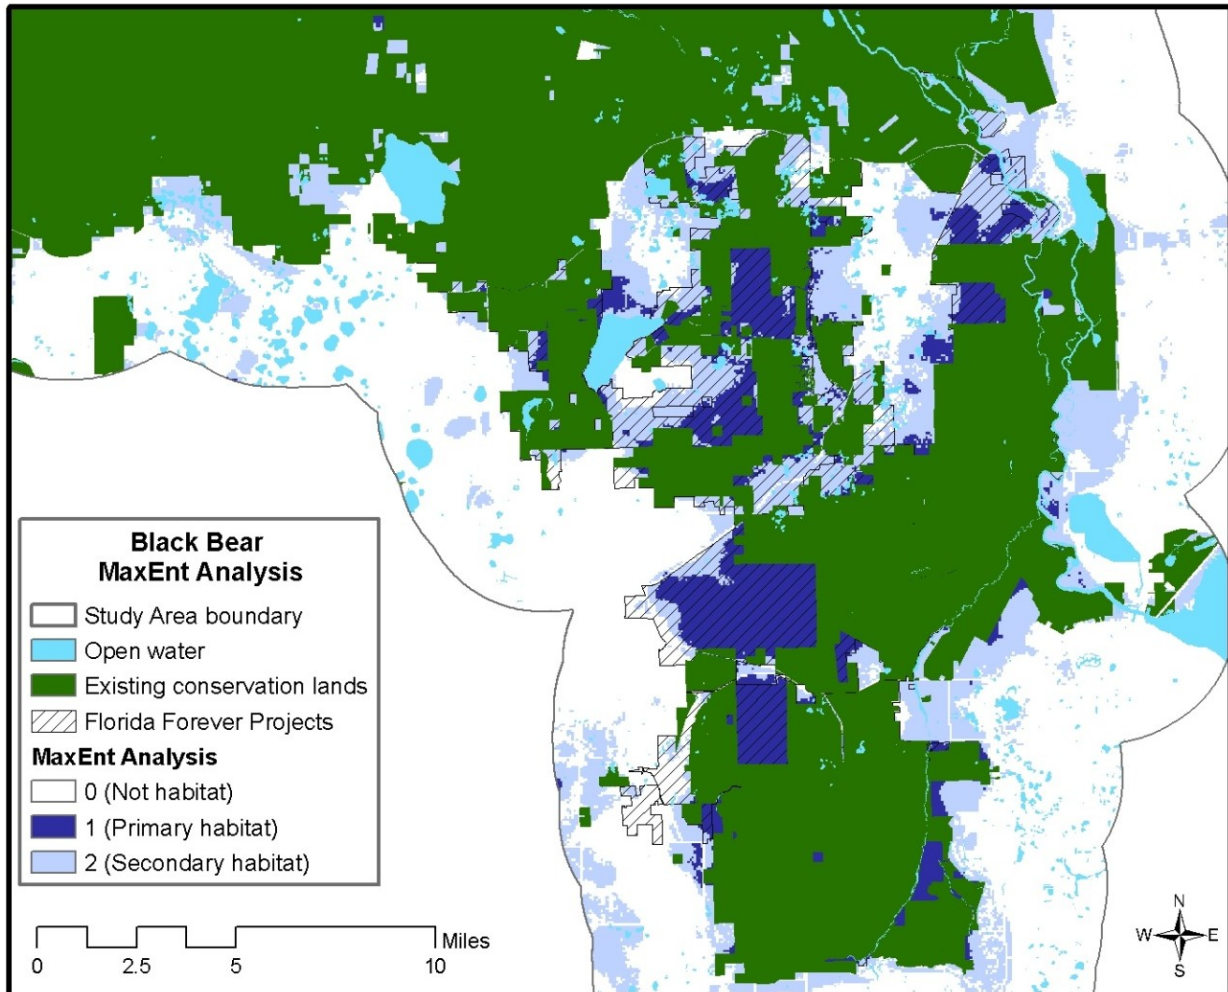 Black Bear
MaxEnt Analysis
Study Area boundary
Open water
Existing conservation lands
Florida Forever Projects
MaxEnt Analysis
0 (Not habitat)
1 (Primary habitat)
2 (Secondary habitat)
Miles
0 2.5 5 10
N
W E
S